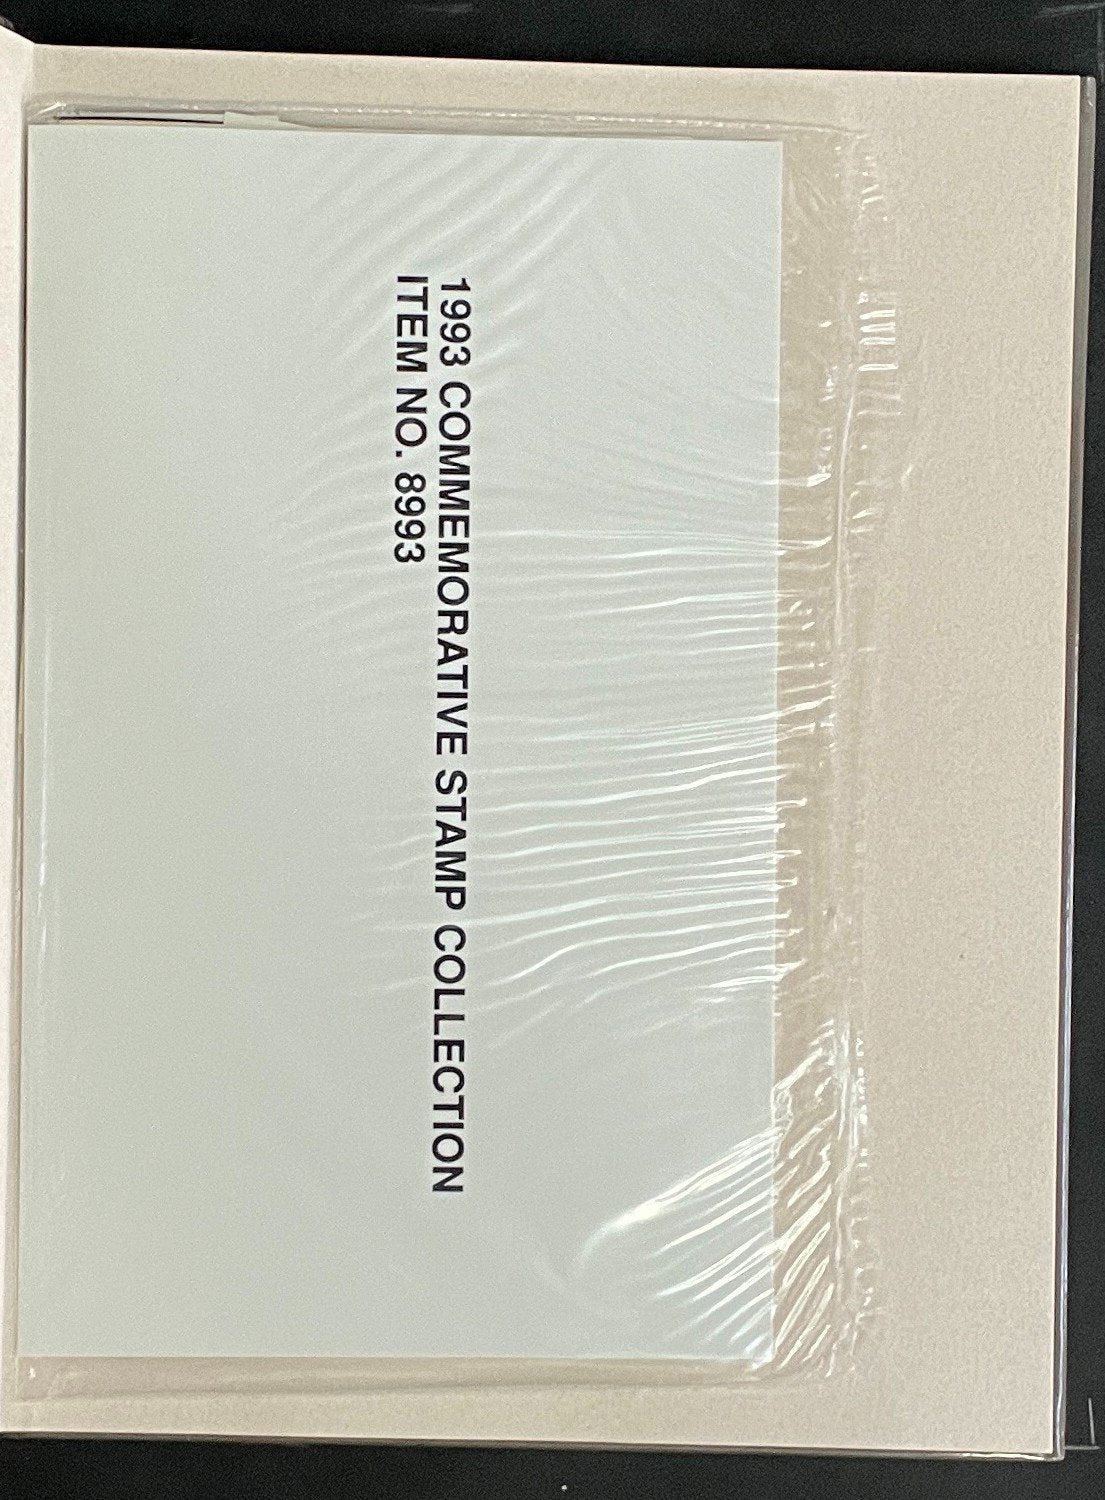 1993 COMMEMORATIVE STAMP COLLECTION
ITEM NO. 8993